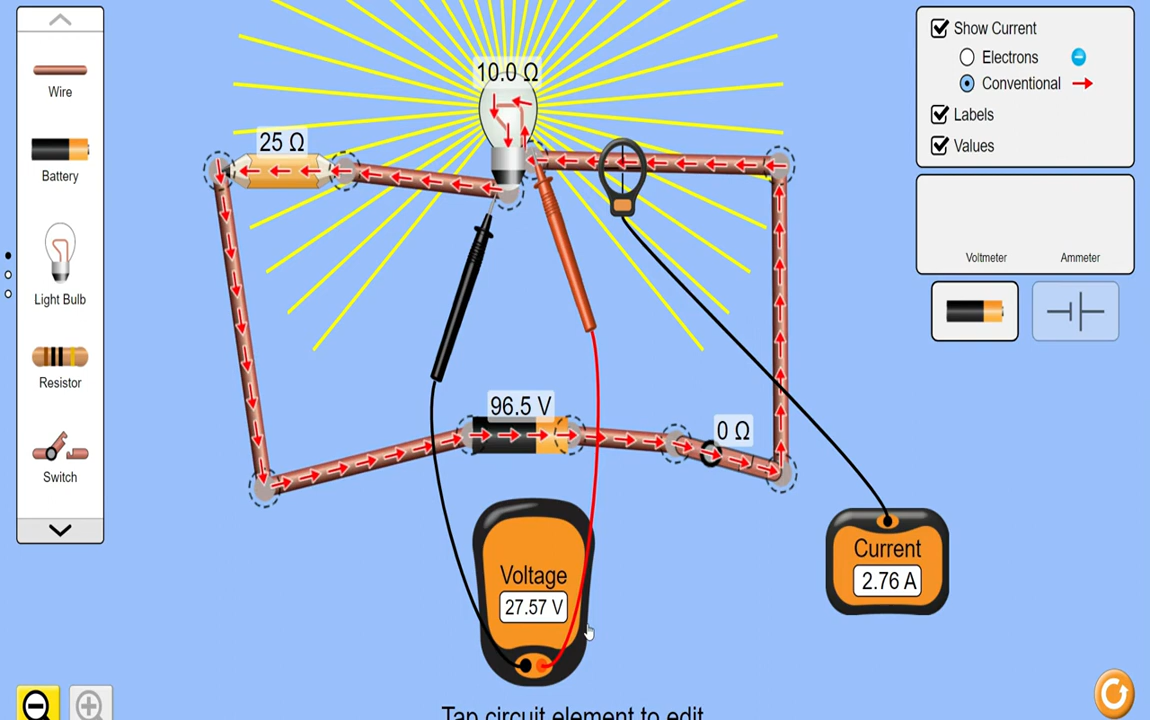 Wire
Battery
Light Bulb
Resistor
Switch
10.0 Ω
25 Ω
96.5 V
0 Ω
Voltage
27.57 V
Current
2.76 A
Show Current
Electrons
Conventional
Labels
Values
Voltmeter
Ammeter
Tap circuit element to edit